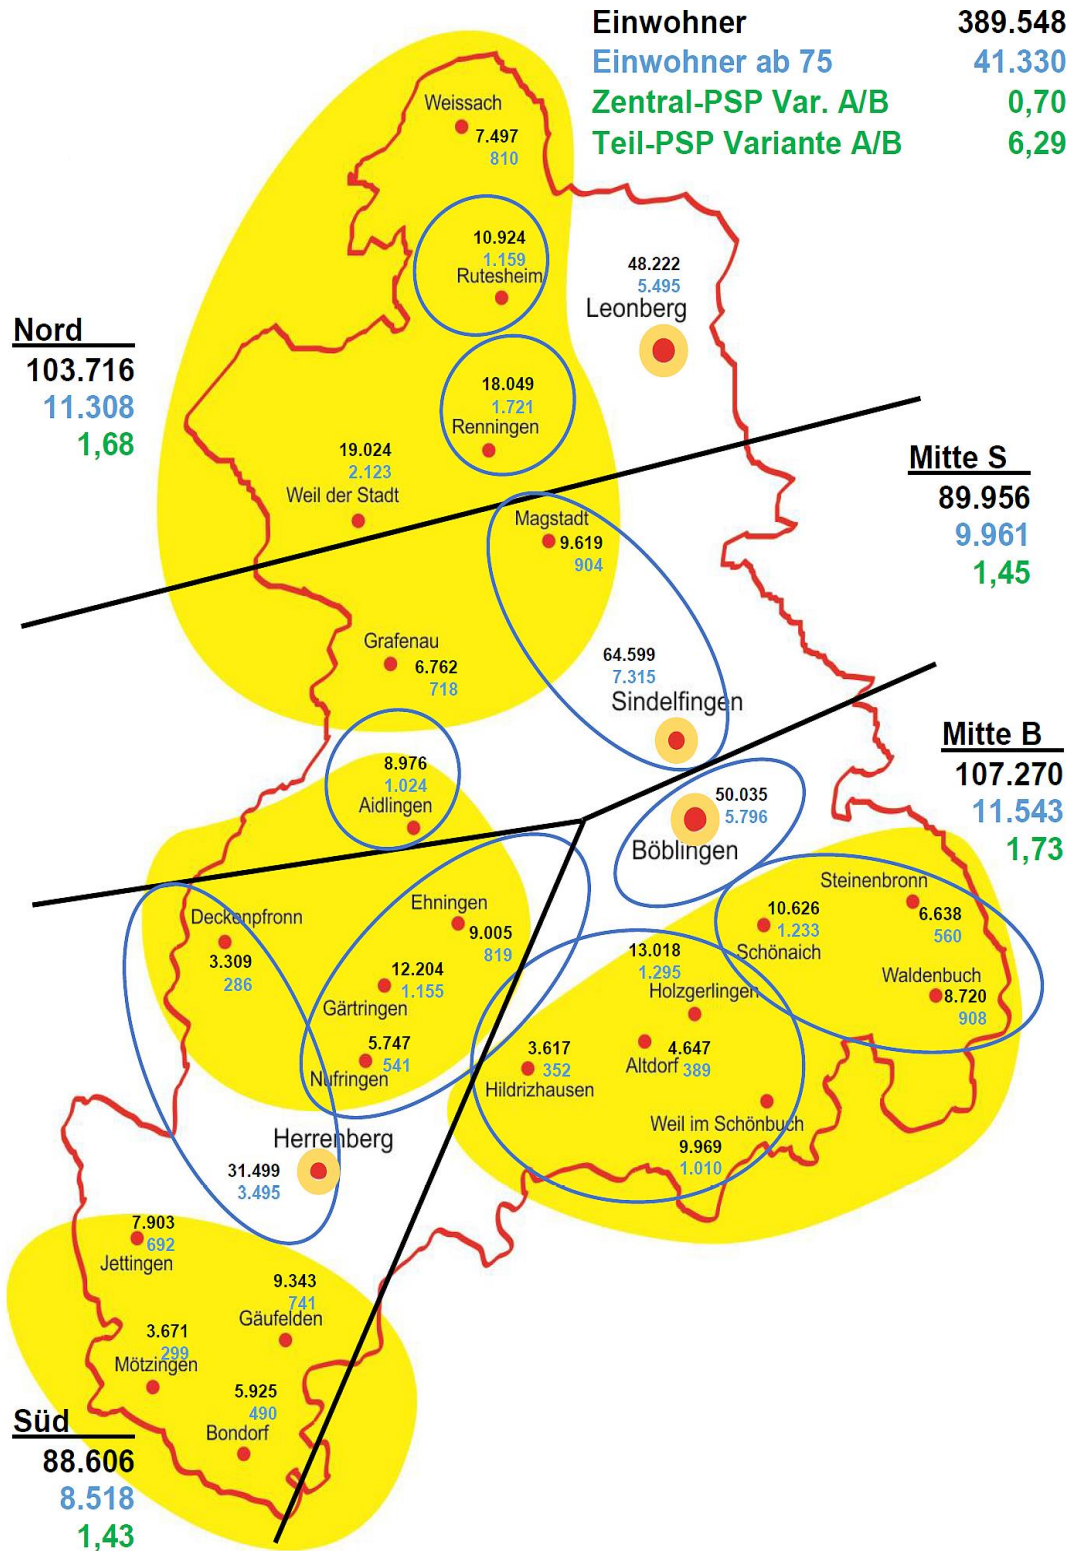 Einwohner 389.548
Einwohner ab 75 41.330
Zentral-PSP Var. A/B 0,70
Teil-PSP Variante A/B 6,29
Weissach
7.497
810
10.924
1.159
Rutesheim
48.222
5.495
Leonberg
Nord
103.716
11.308
1,68
18.049
1.721
Renningen
19.024
2.123
Weil der Stadt
Mitte S
89.956
9.961
1,45
Magstadt
9.619
904
Grafenau
6.762
718
64.599
7.315
Sindelfingen
Mitte B
107.270
11.543
1,73
8.976
1.024
Aidlingen
50.035
5.796
Böblingen
Steinenbronn
6.638
560
Deckenpfronn
3.309
286
Ehningen
9.005
819
10.626
1.233
Schönaich
13.018
1.295
Holzgerlingen
Waldenbuch
8.720
908
12.204
1.155
Gärtringen
5.747
541
Nufringen
3.617
352
Hildrizhausen
4.647
Altdorf 389
Weil im Schönbuch
9.969
1.010
Herrenberg
31.499
3.495
7.903
692
Jettingen
9.343
741
Gäufelden
3.671
299
Mötzingen
5.925
490
Bondorf
Süd
88.606
8.518
1,43